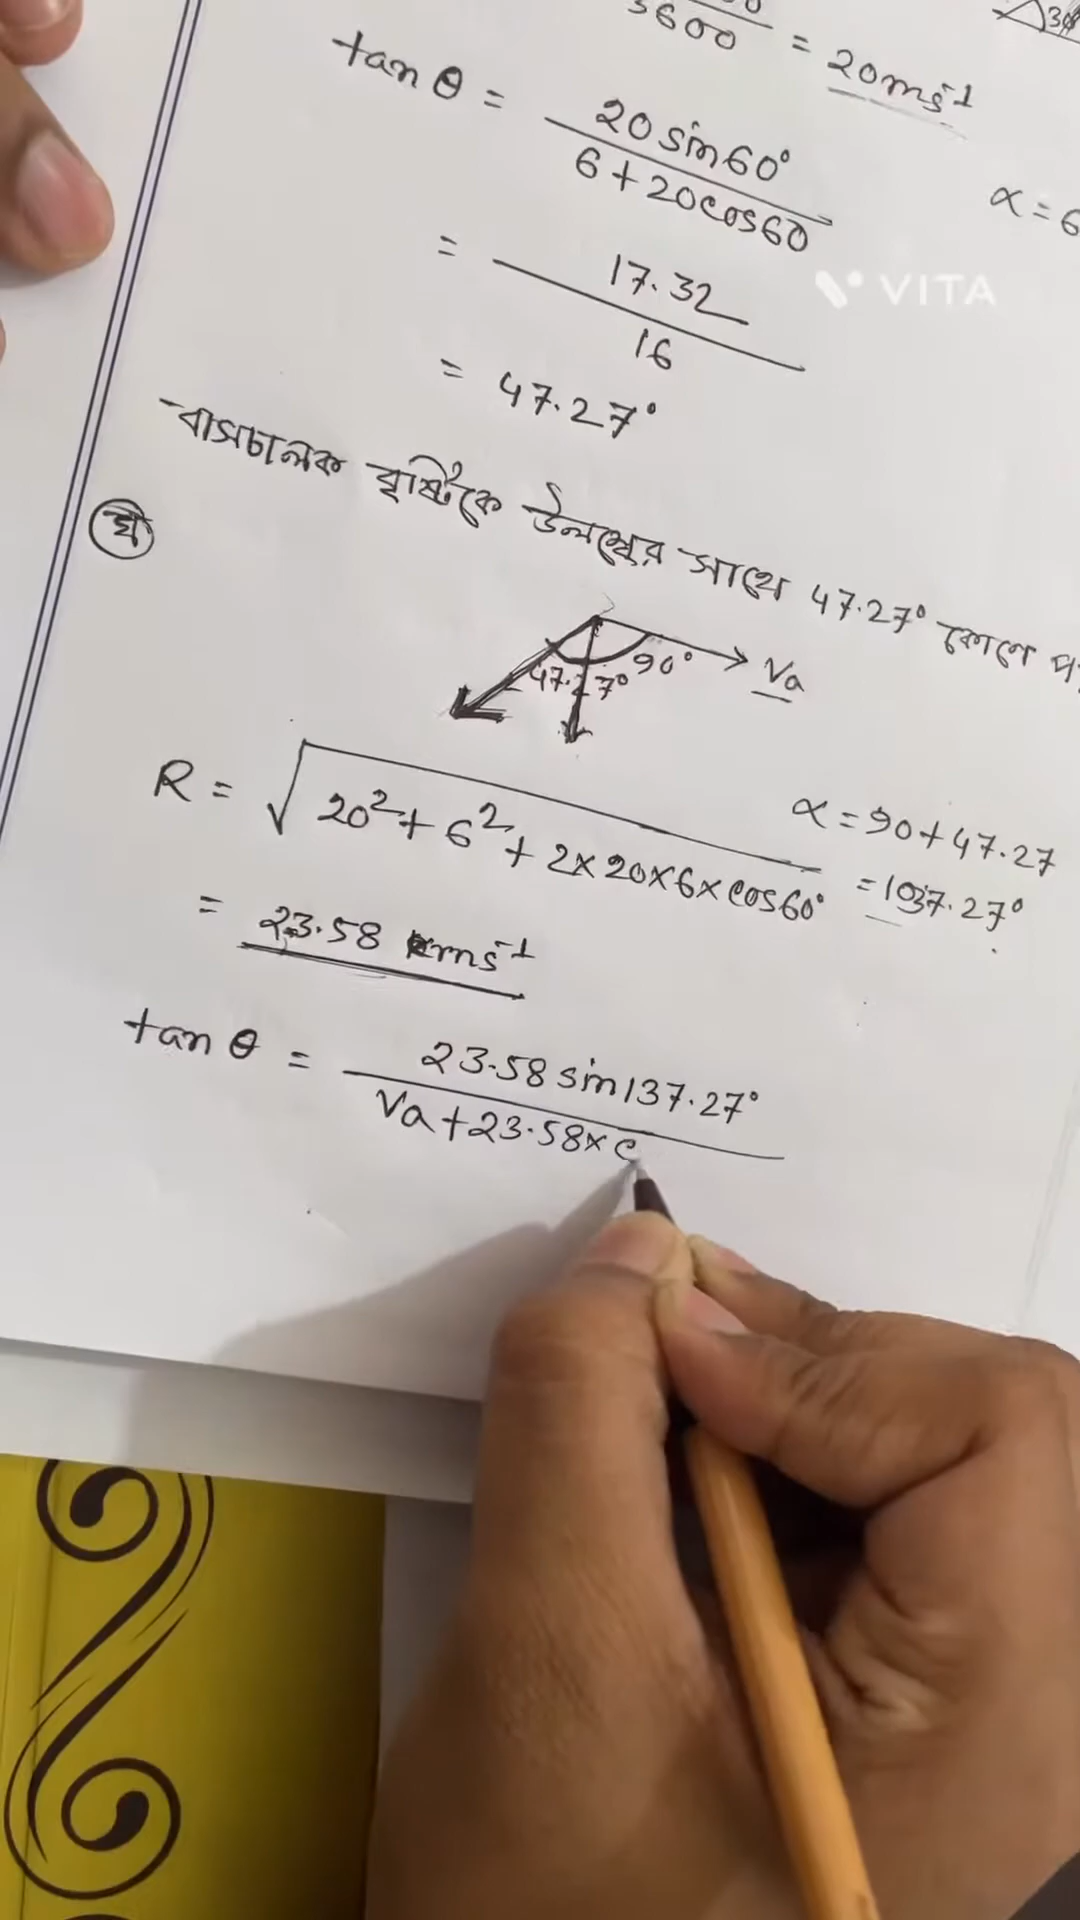 3600 = 20ms⁻¹
tan θ = 20 sin60° / 6+20cos60
α = 6
VITA
= 17.32 / 16
= 47.27°
বাসচালক বৃষ্টিকে উলম্বের সাথে 47.27° কোণে
ঘ
47.27° 90° Va
R = √20²+6²+2×20×6×cos60°
α = 90+47.27
= 137.27°
= 23.58 ms⁻¹
tan θ = 23.58 sin137.27° / Va+23.58× c